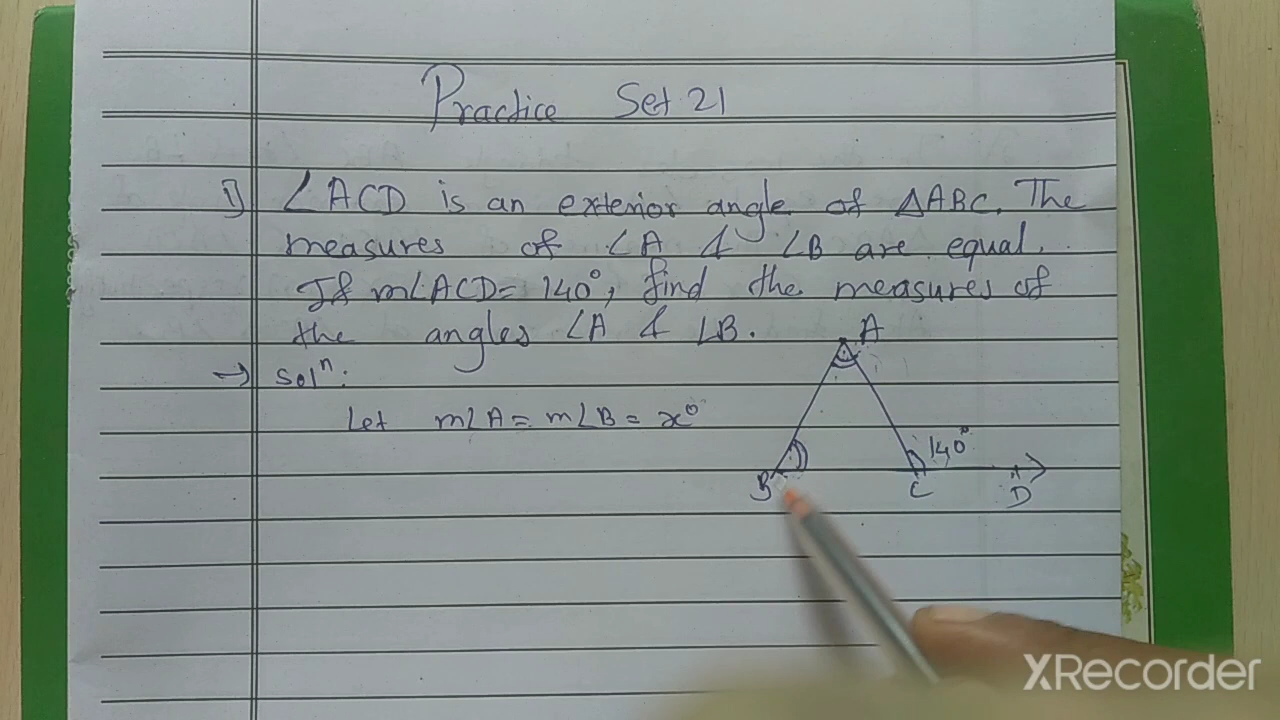 Practice Set 21
1) ∠ACD is an exterior angle of △ABC. The
measures of ∠A & ∠B are equal.
If m∠ACD = 140°, find the measures of
the angles ∠A & ∠B.
→ solⁿ:
Let m∠A = m∠B = x°
A
140°
B
C
D
XRecorder